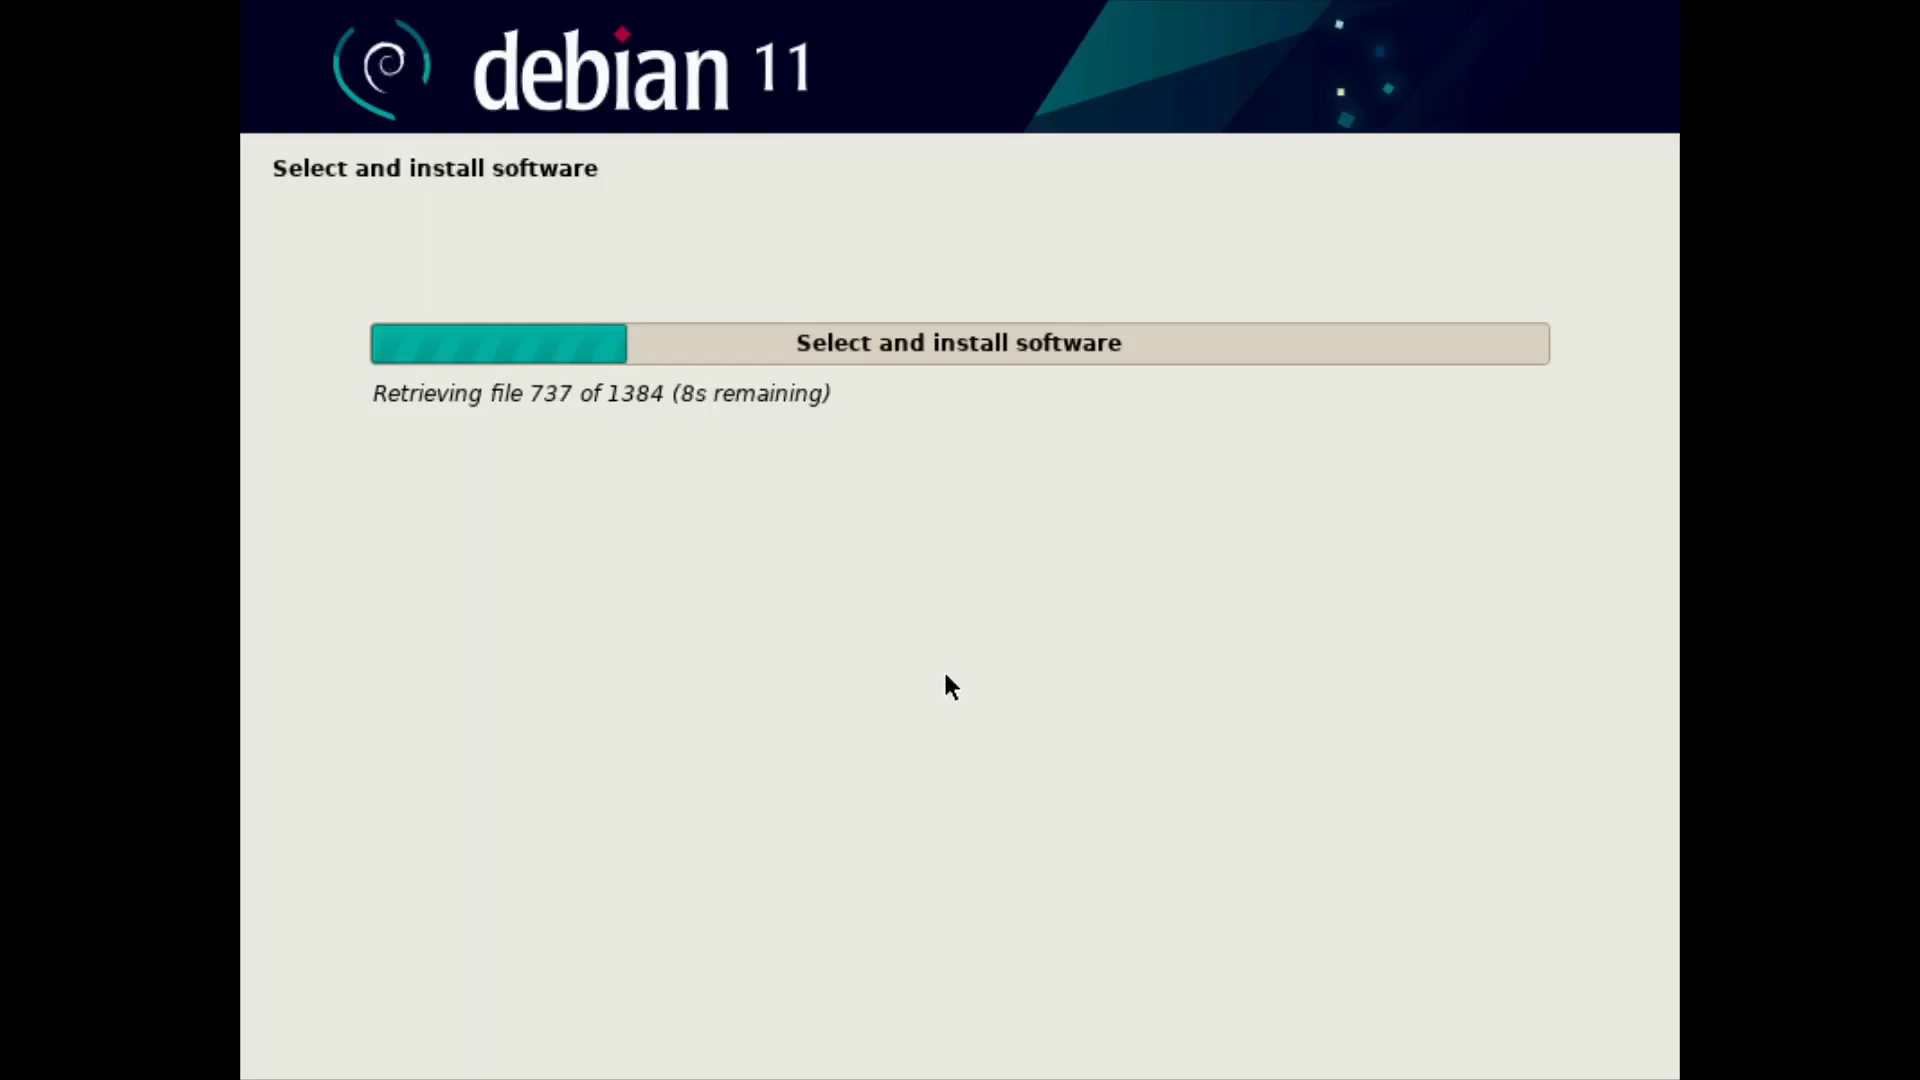 debian 11
Select and install software
Select and install software
Retrieving file 737 of 1384 (8s remaining)